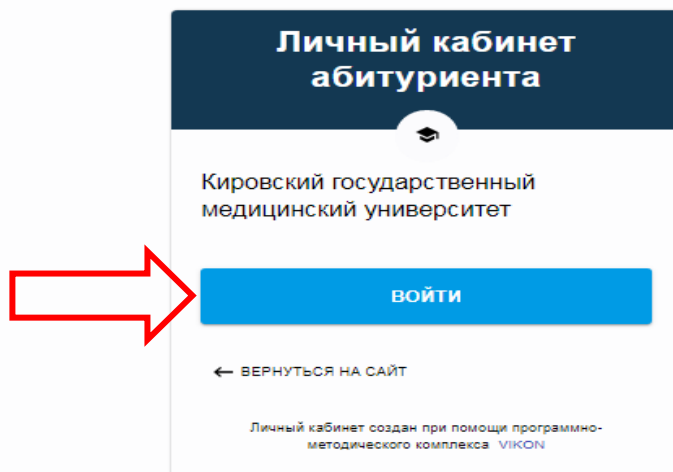 Личный кабинет
абитуриента
Кировский государственный
медицинский университет
ВОЙТИ
← ВЕРНУТЬСЯ НА САЙТ
Личный кабинет создан при помощи программно-
методического комплекса VIKON